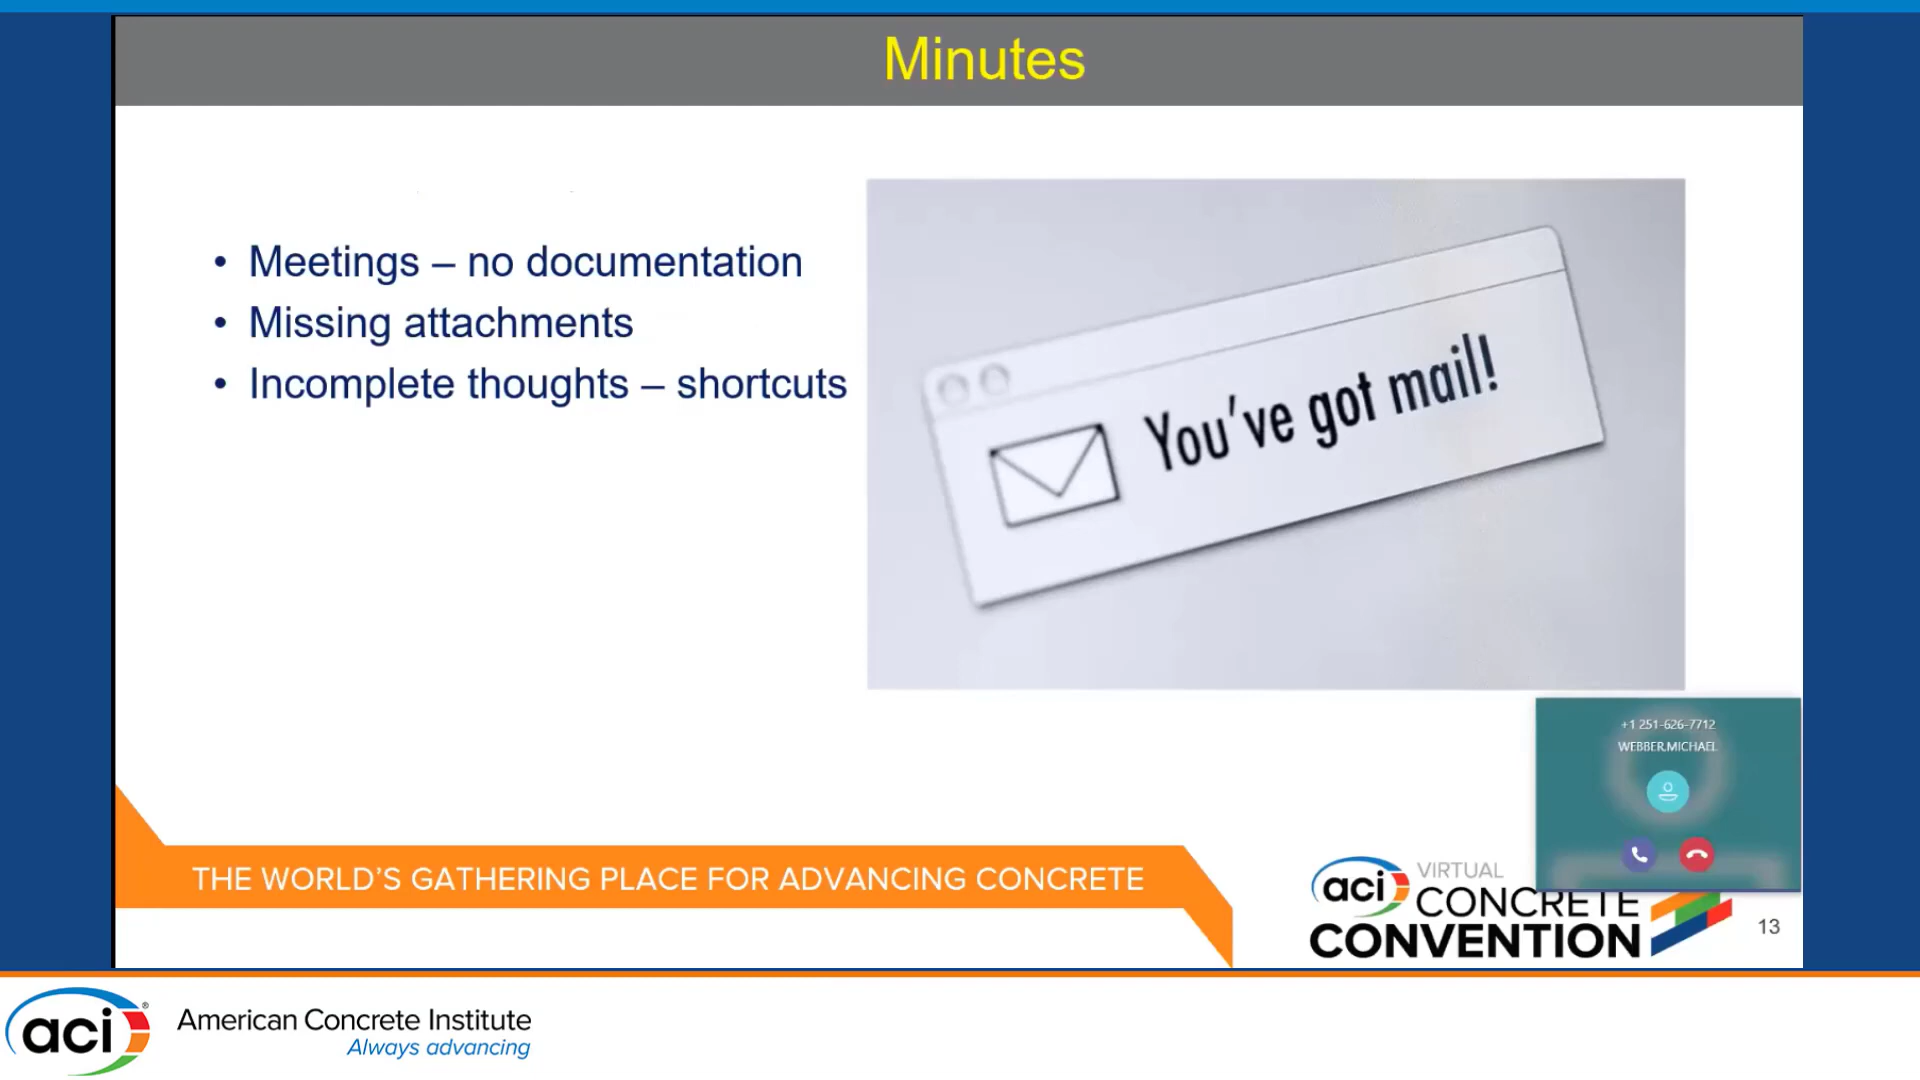 Minutes
• Meetings – no documentation
• Missing attachments
• Incomplete thoughts – shortcuts
You've got mail!
+1 251-626-7712
WEBBER,MICHAEL
THE WORLD'S GATHERING PLACE FOR ADVANCING CONCRETE
aci VIRTUAL
CONCRETE
CONVENTION
13
aci®
American Concrete Institute
Always advancing